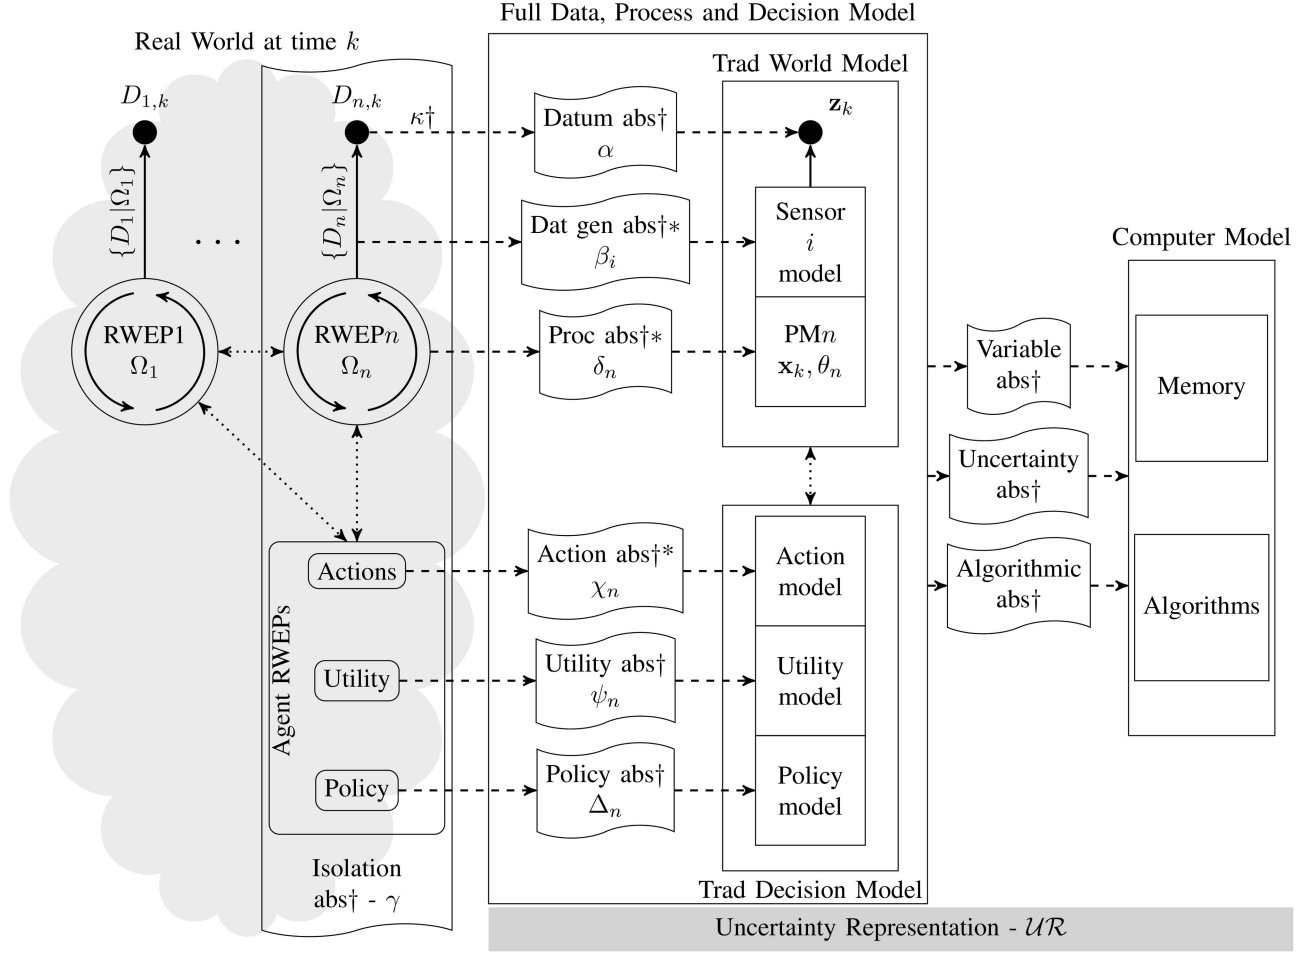 Full Data, Process and Decision Model
Real World at time k
Trad World Model
D₁,ₖ
Dₙ,ₖ
κ†
Datum abs†
α
𝐳ₖ
{D₁|Ω₁}
. . .
{Dₙ|Ωₙ}
Dat gen abs†*
βᵢ
Sensor
i
model
Computer Model
RWEP1
Ω₁
RWEPn
Ωₙ
Proc abs†*
δₙ
PMn
𝐱ₖ, θₙ
Variable
abs†
Memory
Uncertainty
abs†
Algorithmic
abs†
Algorithms
Agent RWEPs
Actions
Action abs†*
χₙ
Action
model
Utility
Utility abs†
ψₙ
Utility
model
Policy
Policy abs†
Δₙ
Policy
model
Isolation
abs† - γ
Trad Decision Model
Uncertainty Representation - 𝒰ℛ